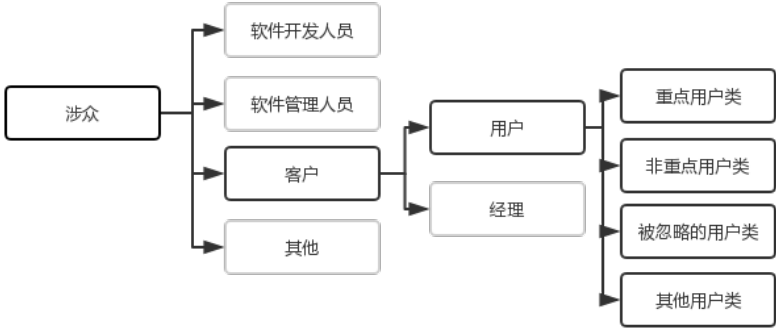 涉众
软件开发人员
软件管理人员
客户
其他
用户
经理
重点用户类
非重点用户类
被忽略的用户类
其他用户类